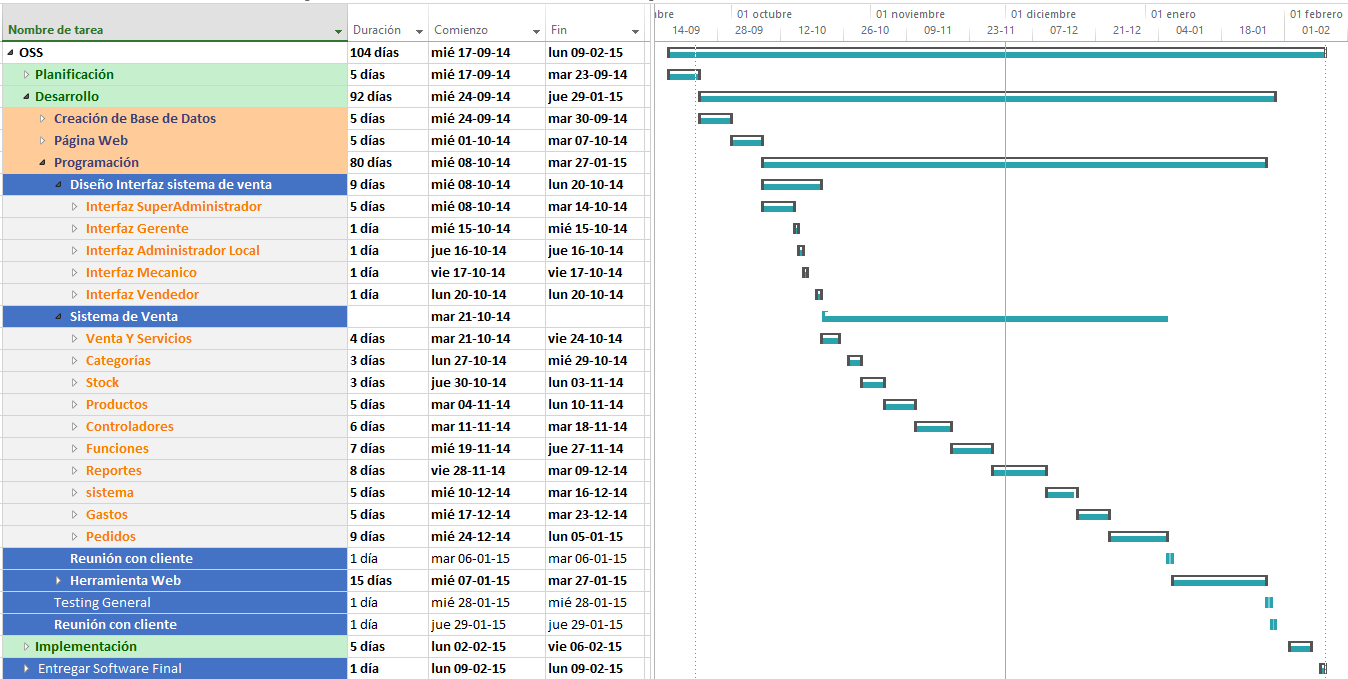 bre 01 octubre 01 noviembre 01 diciembre 01 enero 01 febrero
Nombre de tarea Duración Comienzo Fin 14-09 28-09 12-10 26-10 09-11 23-11 07-12 21-12 04-01 18-01 01-02
OSS 104 días mié 17-09-14 lun 09-02-15
Planificación 5 días mié 17-09-14 mar 23-09-14
Desarrollo 92 días mié 24-09-14 jue 29-01-15
Creación de Base de Datos 5 días mié 24-09-14 mar 30-09-14
Página Web 5 días mié 01-10-14 mar 07-10-14
Programación 80 días mié 08-10-14 mar 27-01-15
Diseño Interfaz sistema de venta 9 días mié 08-10-14 lun 20-10-14
Interfaz SuperAdministrador 5 días mié 08-10-14 mar 14-10-14
Interfaz Gerente 1 día mié 15-10-14 mié 15-10-14
Interfaz Administrador Local 1 día jue 16-10-14 jue 16-10-14
Interfaz Mecanico 1 día vie 17-10-14 vie 17-10-14
Interfaz Vendedor 1 día lun 20-10-14 lun 20-10-14
Sistema de Venta mar 21-10-14
Venta Y Servicios 4 días mar 21-10-14 vie 24-10-14
Categorías 3 días lun 27-10-14 mié 29-10-14
Stock 3 días jue 30-10-14 lun 03-11-14
Productos 5 días mar 04-11-14 lun 10-11-14
Controladores 6 días mar 11-11-14 mar 18-11-14
Funciones 7 días mié 19-11-14 jue 27-11-14
Reportes 8 días vie 28-11-14 mar 09-12-14
sistema 5 días mié 10-12-14 mar 16-12-14
Gastos 5 días mié 17-12-14 mar 23-12-14
Pedidos 9 días mié 24-12-14 lun 05-01-15
Reunión con cliente 1 día mar 06-01-15 mar 06-01-15
Herramienta Web 15 días mié 07-01-15 mar 27-01-15
Testing General 1 día mié 28-01-15 mié 28-01-15
Reunión con cliente 1 día jue 29-01-15 jue 29-01-15
Implementación 5 días lun 02-02-15 vie 06-02-15
Entregar Software Final 1 día lun 09-02-15 lun 09-02-15